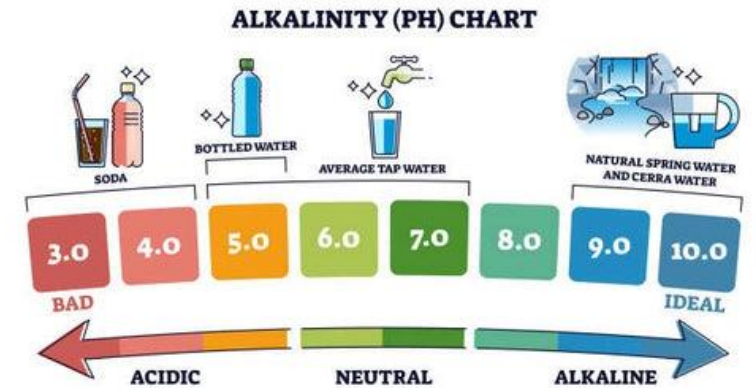 ALKALINITY (PH) CHART
SODA
BOTTLED WATER
AVERAGE TAP WATER
NATURAL SPRING WATER
AND CERRA WATER
3.0
4.0
5.0
6.0
7.0
8.0
9.0
10.0
BAD
IDEAL
ACIDIC
NEUTRAL
ALKALINE